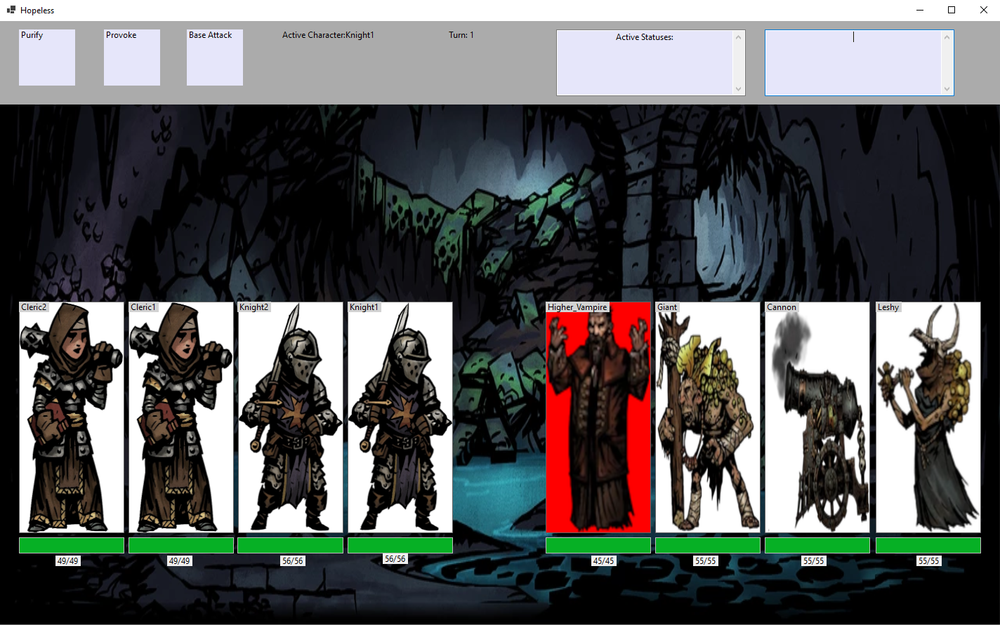 Hopeless
Purify
Provoke
Base Attack
Active Character:Knight1
Turn: 1
Active Statuses:
Cleric2
Cleric1
Knight2
Knight1
Higher_Vampire
Giant
Cannon
Leshy
49/49
49/49
56/56
56/56
45/45
55/55
55/55
55/55